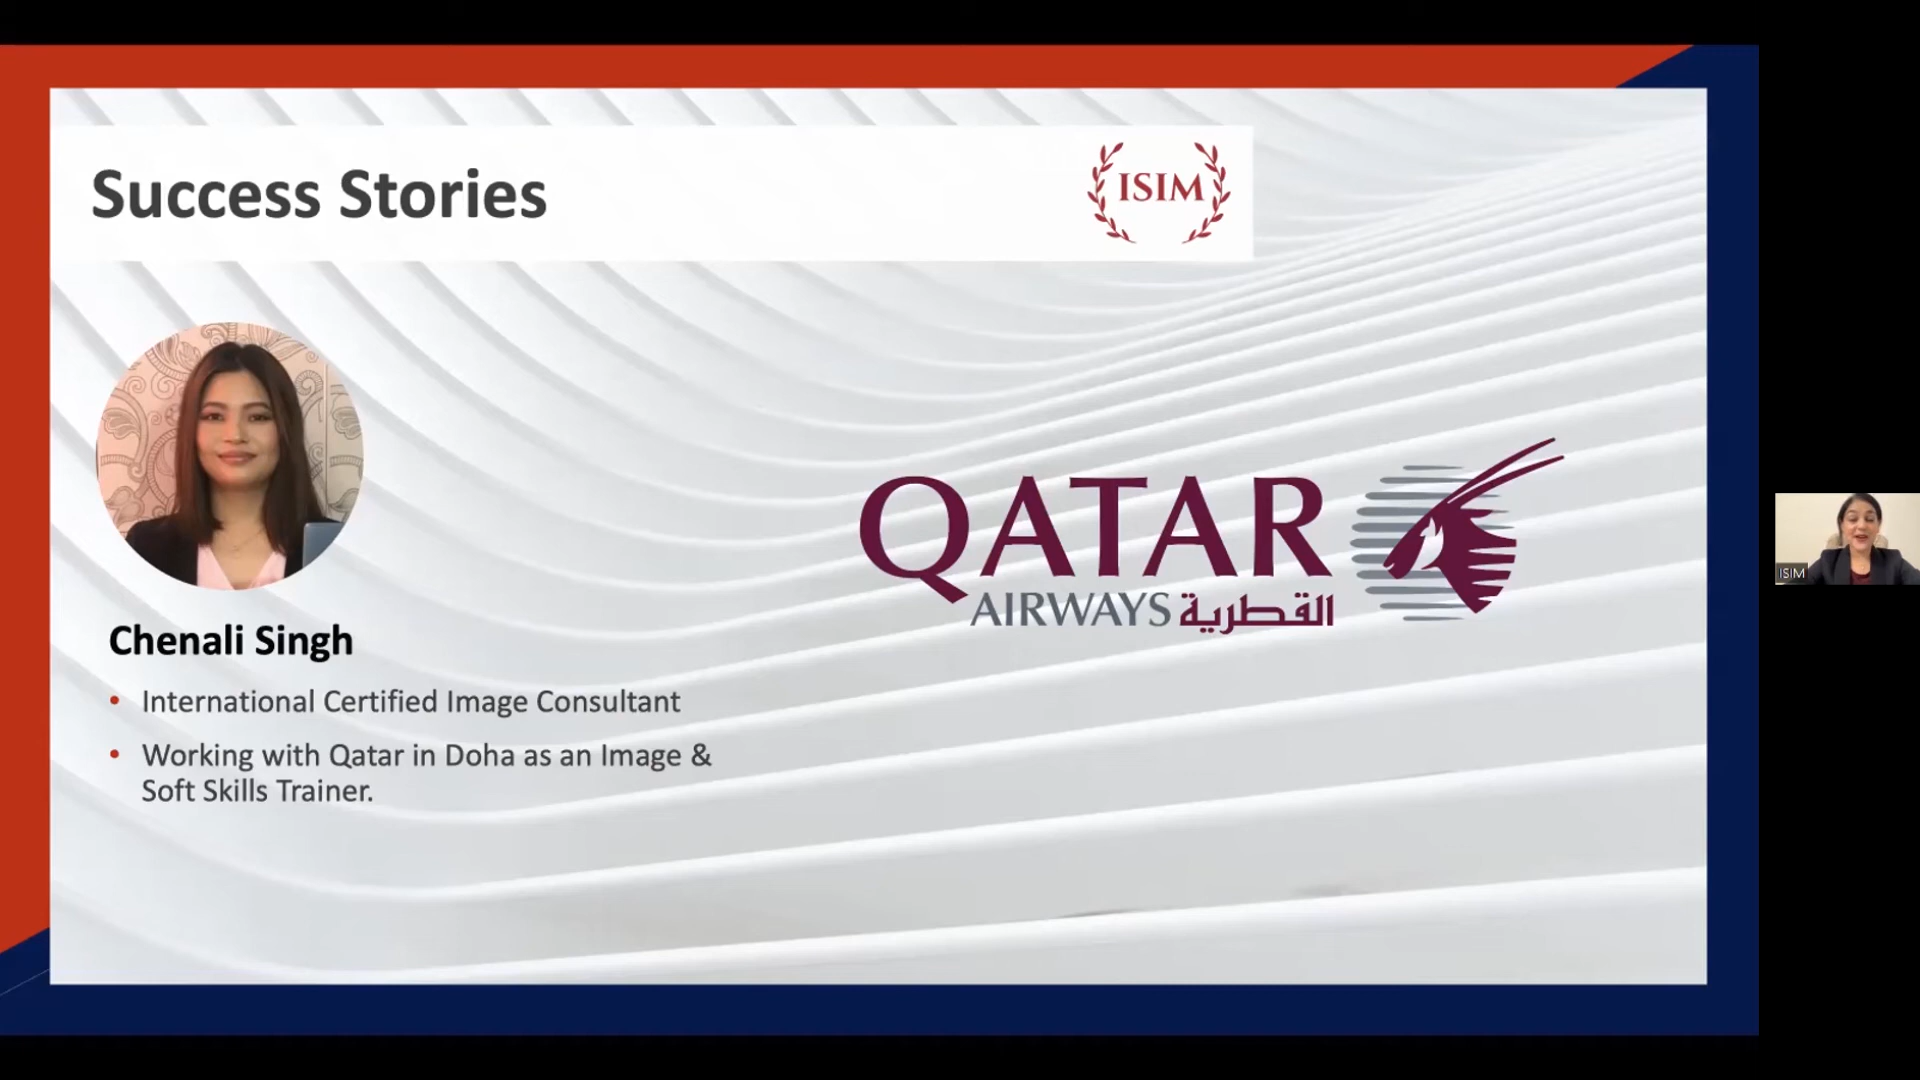 Success Stories
ISIM
QATAR
AIRWAYS القطرية
Chenali Singh
• International Certified Image Consultant
• Working with Qatar in Doha as an Image &
Soft Skills Trainer.
ISIM